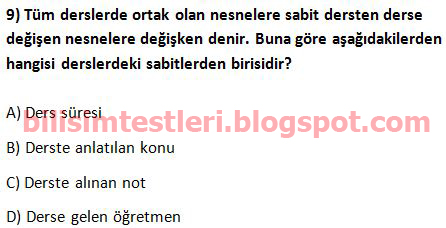 9) Tüm derslerde ortak olan nesnelere sabit dersten derse
değişen nesnelere değişken denir. Buna göre aşağıdakilerden
hangisi derslerdeki sabitlerden birisidir?
A) Ders süresi
bilisimtestleri.blogspot.com
B) Derste anlatılan konu
C) Derste alınan not
D) Derse gelen öğretmen